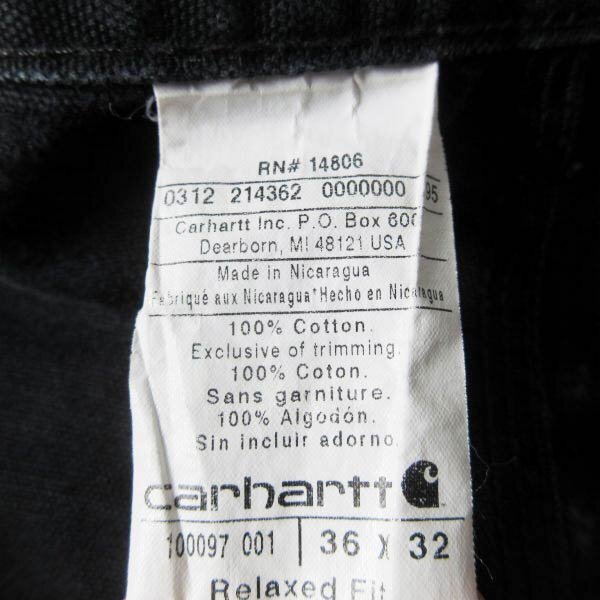 RN# 14806
0312 214362 0000000 95
Carhartt Inc. P.O. Box 600
Dearborn, MI 48121 USA
Made in Nicaragua
Fabriqué aux Nicaragua*Hecho en Nicaragua
100% Cotton.
Exclusive of trimming.
100% Coton.
Sans garniture.
100% Algodón.
Sin incluir adorno.
carhartt
100097 001 36 X 32
Relaxed Fit